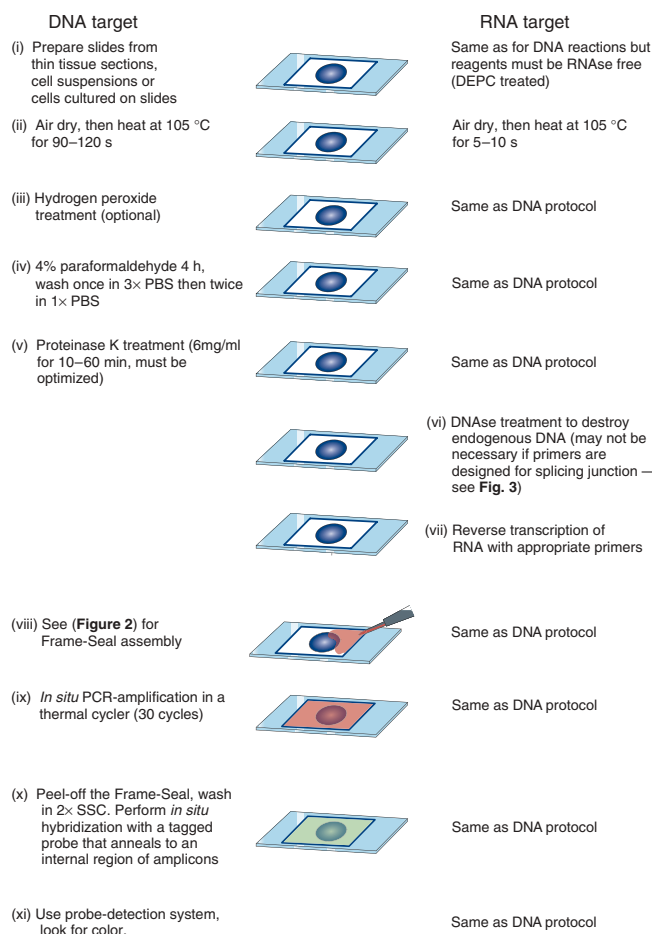 DNA target
RNA target
(i) Prepare slides from
thin tissue sections,
cell suspensions or
cells cultured on slides
Same as for DNA reactions but
reagents must be RNAse free
(DEPC treated)
(ii) Air dry, then heat at 105 °C
for 90–120 s
Air dry, then heat at 105 °C
for 5–10 s
(iii) Hydrogen peroxide
treatment (optional)
Same as DNA protocol
(iv) 4% paraformaldehyde 4 h,
wash once in 3× PBS then twice
in 1× PBS
Same as DNA protocol
(v) Proteinase K treatment (6mg/ml
for 10–60 min, must be
optimized)
Same as DNA protocol
(vi) DNAse treatment to destroy
endogenous DNA (may not be
necessary if primers are
designed for splicing junction —
see Fig. 3)
(vii) Reverse transcription of
RNA with appropriate primers
(viii) See (Figure 2) for
Frame-Seal assembly
Same as DNA protocol
(ix) In situ PCR-amplification in a
thermal cycler (30 cycles)
Same as DNA protocol
(x) Peel-off the Frame-Seal, wash
in 2× SSC. Perform in situ
hybridization with a tagged
probe that anneals to an
internal region of amplicons
Same as DNA protocol
(xi) Use probe-detection system,
look for color.
Same as DNA protocol